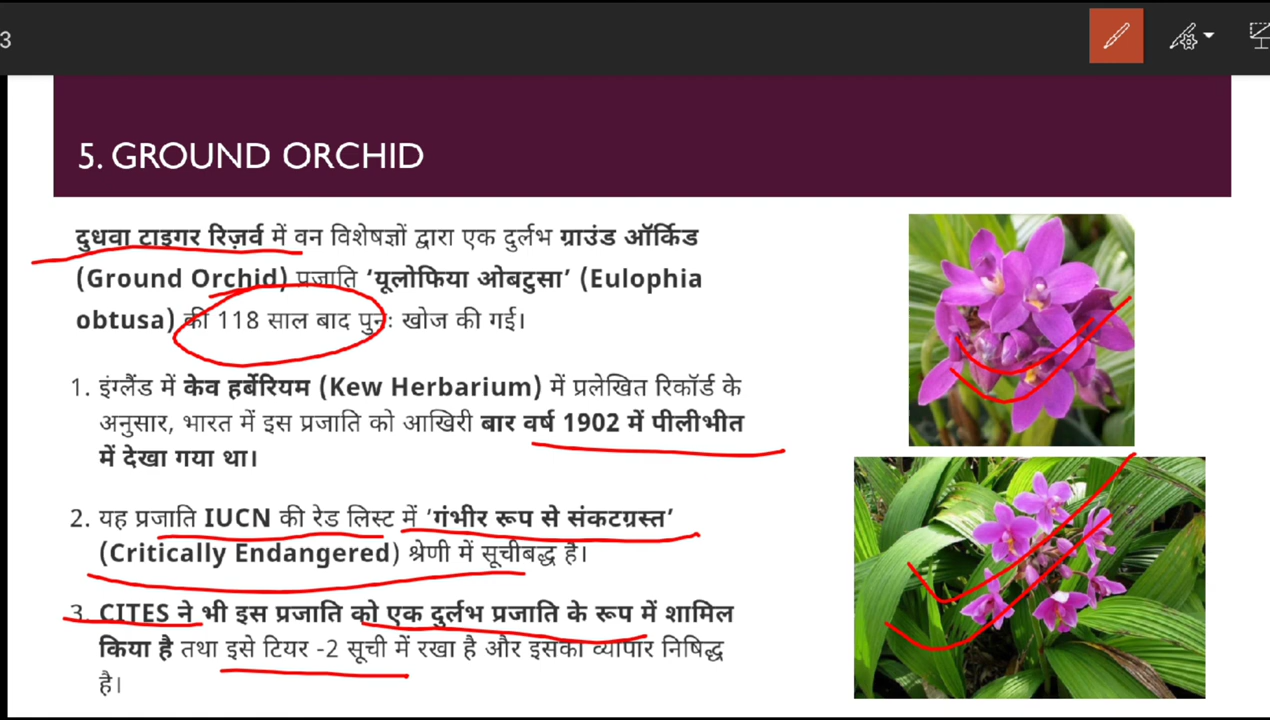 3
5. GROUND ORCHID
दुधवा टाइगर रिज़र्व में वन विशेषज्ञों द्वारा एक दुर्लभ ग्राउंड ऑर्किड
(Ground Orchid) प्रजाति ‘यूलोफिया ओबटुसा’ (Eulophia
obtusa) की 118 साल बाद पुनः खोज की गई।
1. इंग्लैंड में केव हर्बेरियम (Kew Herbarium) में प्रलेखित रिकॉर्ड के
अनुसार, भारत में इस प्रजाति को आखिरी बार वर्ष 1902 में पीलीभीत
में देखा गया था।
2. यह प्रजाति IUCN की रेड लिस्ट में ‘गंभीर रूप से संकटग्रस्त’
(Critically Endangered) श्रेणी में सूचीबद्ध है।
3. CITES ने भी इस प्रजाति को एक दुर्लभ प्रजाति के रूप में शामिल
किया है तथा इसे टियर -2 सूची में रखा है और इसका व्यापार निषिद्ध
है।